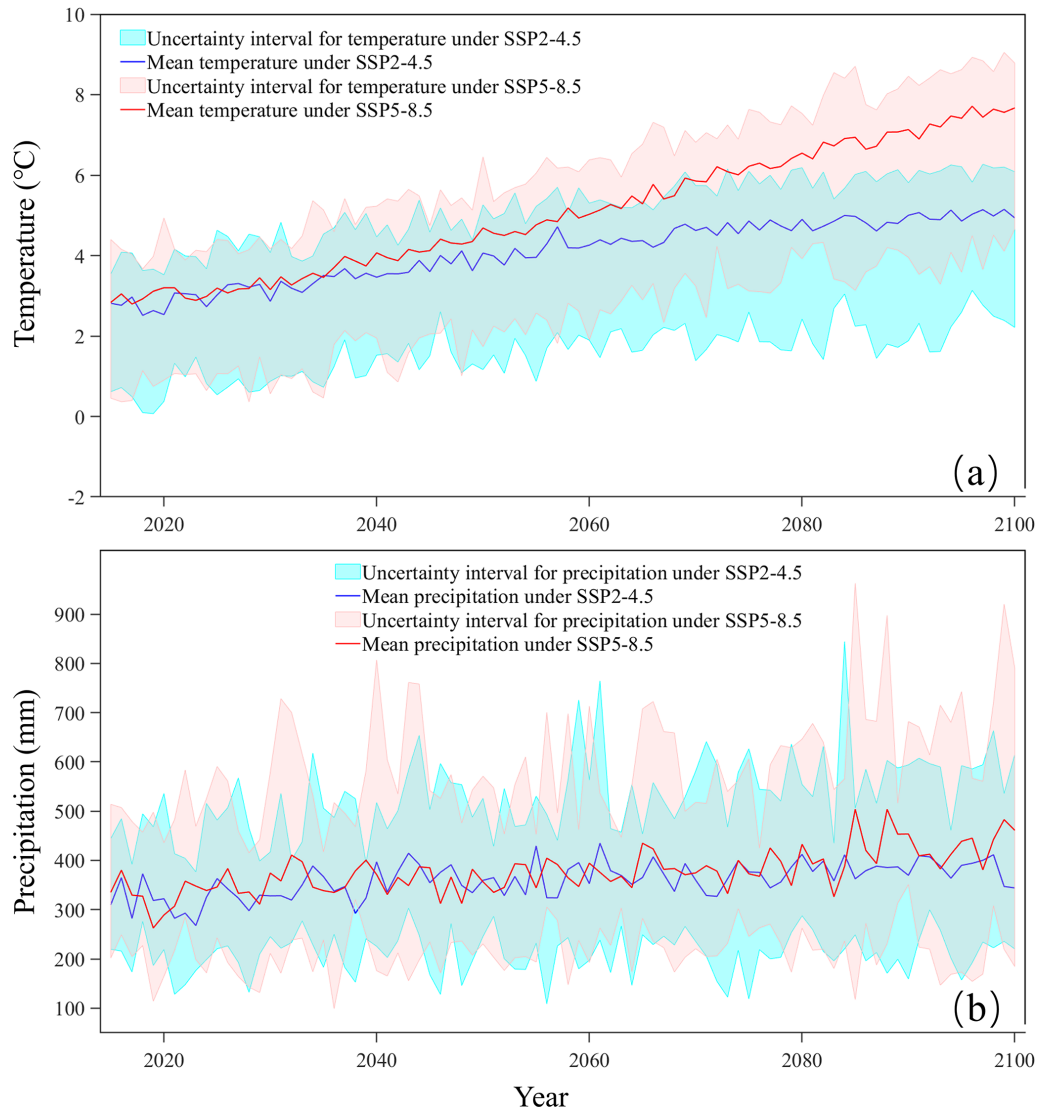 10
Uncertainty interval for temperature under SSP2-4.5
Mean temperature under SSP2-4.5
Uncertainty interval for temperature under SSP5-8.5
Mean temperature under SSP5-8.5
8
6
4
2
0
-2
Temperature (℃)
(a)
2020 2040 2060 2080 2100
Uncertainty interval for precipitation under SSP2-4.5
Mean precipitation under SSP2-4.5
Uncertainty interval for precipitation under SSP5-8.5
Mean precipitation under SSP5-8.5
900
800
700
600
500
400
300
200
100
Precipitation (mm)
(b)
2020 2040 2060 2080 2100
Year